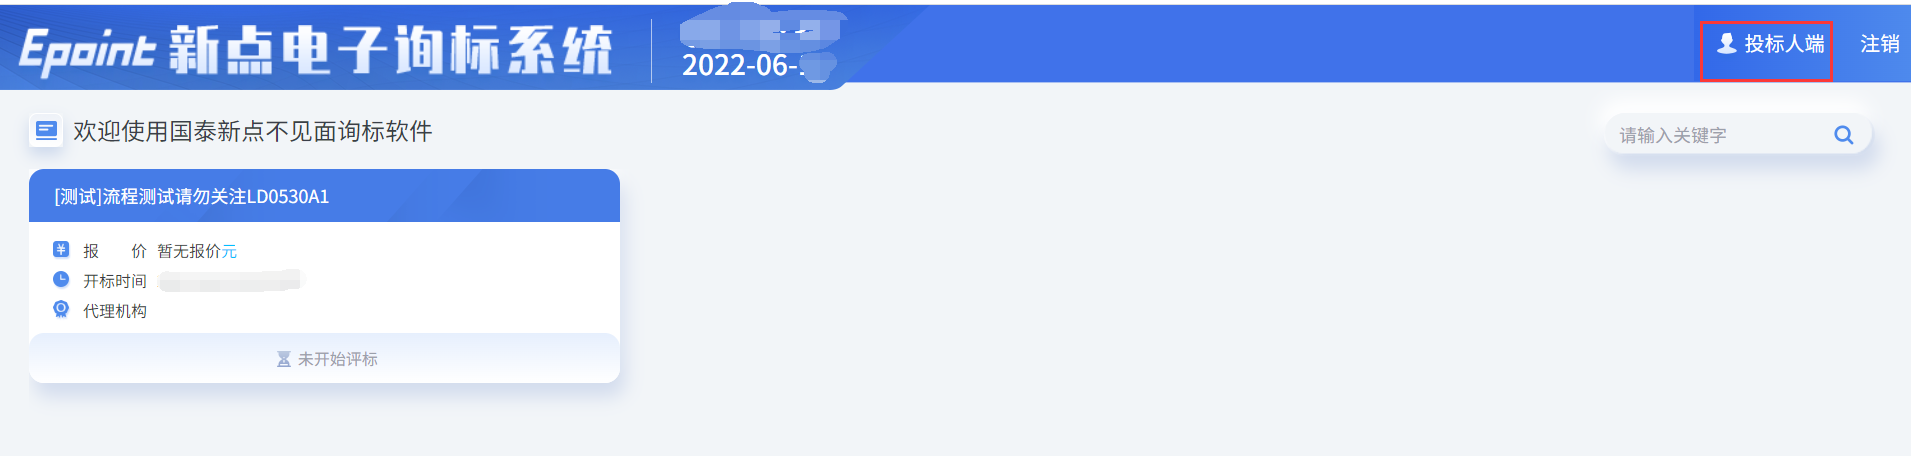 Epoint 新点电子询标系统
2022-06-
投标人端
注销
欢迎使用国泰新点不见面询标软件
请输入关键字
[测试]流程测试请勿关注LD0530A1
报 价 暂无报价元
开标时间
代理机构
未开始评标